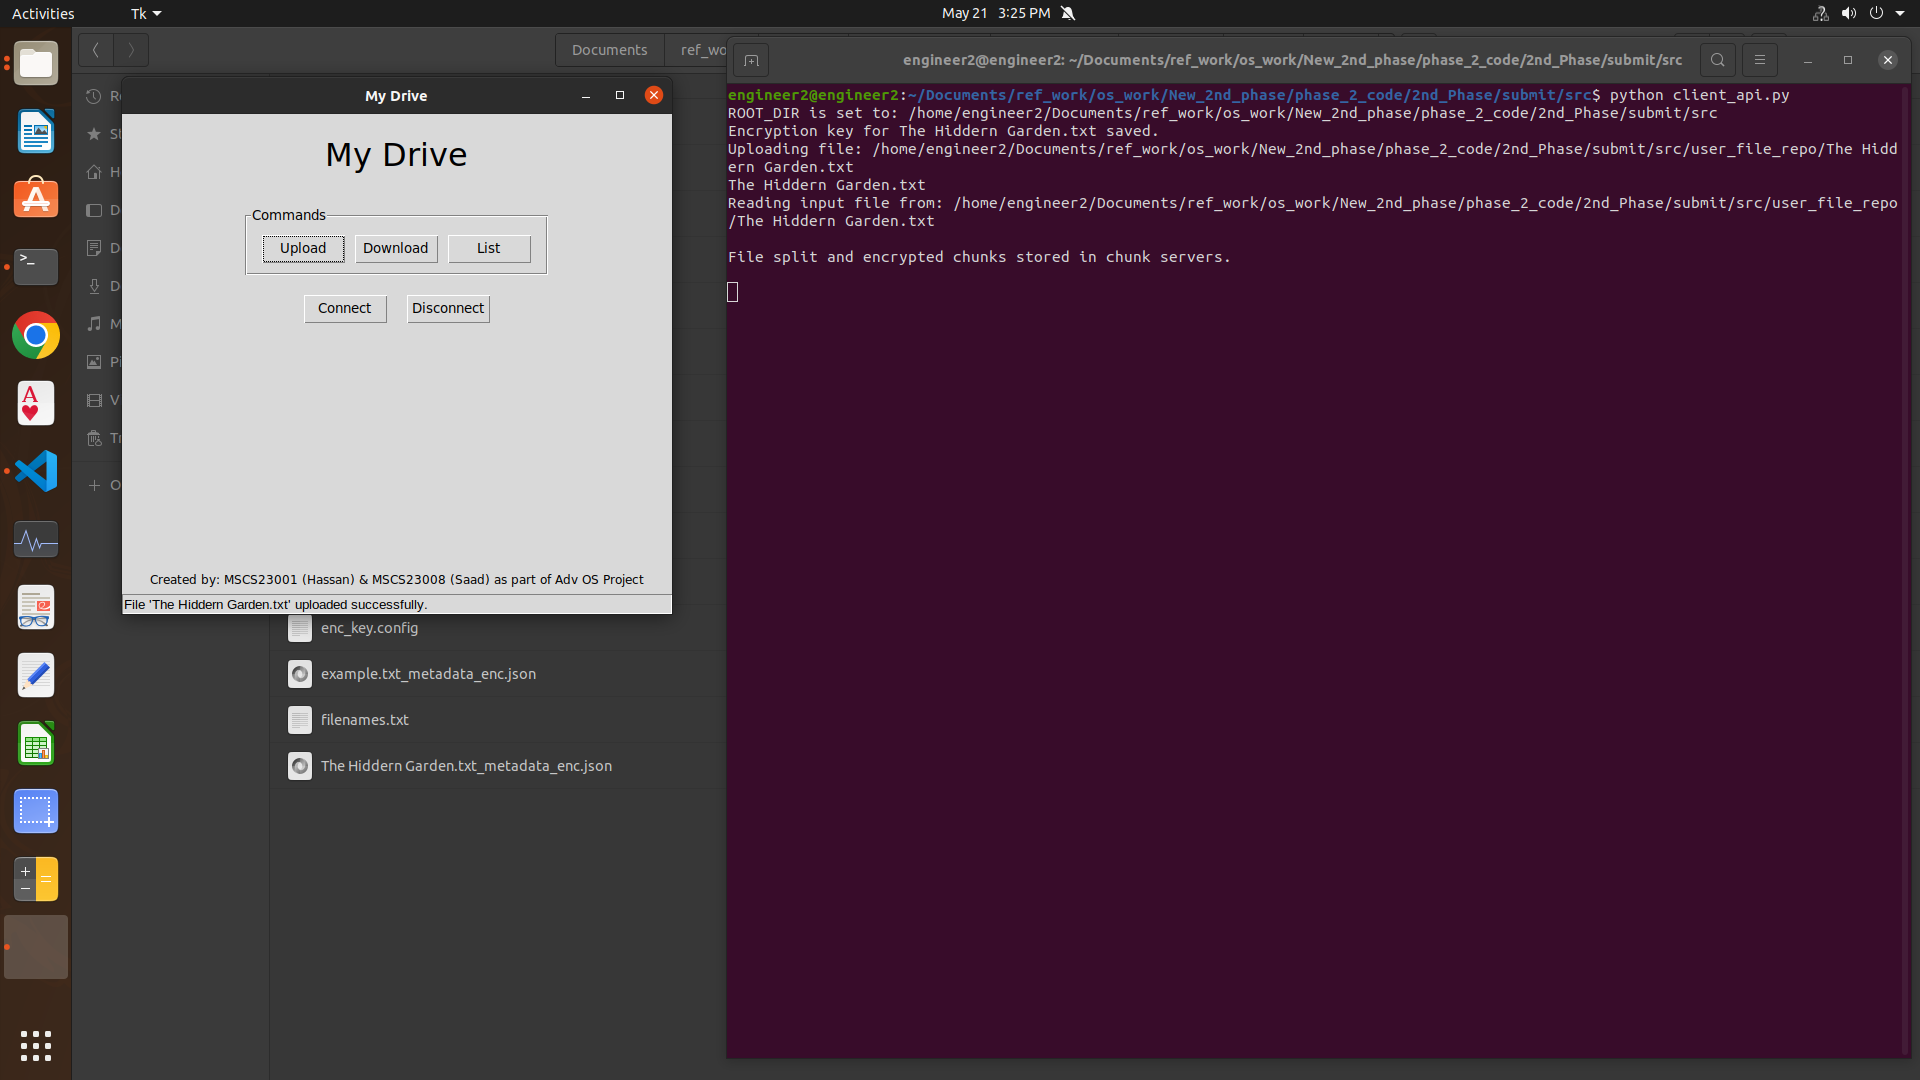 Activities
Tk
May 21 3:25 PM
Documents
ref_wo
engineer2@engineer2: ~/Documents/ref_work/os_work/New_2nd_phase/phase_2_code/2nd_Phase/submit/src
My Drive
My Drive
Commands
Upload
Download
List
Connect
Disconnect
Created by: MSCS23001 (Hassan) & MSCS23008 (Saad) as part of Adv OS Project
File 'The Hiddern Garden.txt' uploaded successfully.
enc_key.config
example.txt_metadata_enc.json
filenames.txt
The Hiddern Garden.txt_metadata_enc.json
engineer2@engineer2:~/Documents/ref_work/os_work/New_2nd_phase/phase_2_code/2nd_Phase/submit/src$ python client_api.py
ROOT_DIR is set to: /home/engineer2/Documents/ref_work/os_work/New_2nd_phase/phase_2_code/2nd_Phase/submit/src
Encryption key for The Hiddern Garden.txt saved.
Uploading file: /home/engineer2/Documents/ref_work/os_work/New_2nd_phase/phase_2_code/2nd_Phase/submit/src/user_file_repo/The Hidd
ern Garden.txt
The Hiddern Garden.txt
Reading input file from: /home/engineer2/Documents/ref_work/os_work/New_2nd_phase/phase_2_code/2nd_Phase/submit/src/user_file_repo
/The Hiddern Garden.txt
File split and encrypted chunks stored in chunk servers.